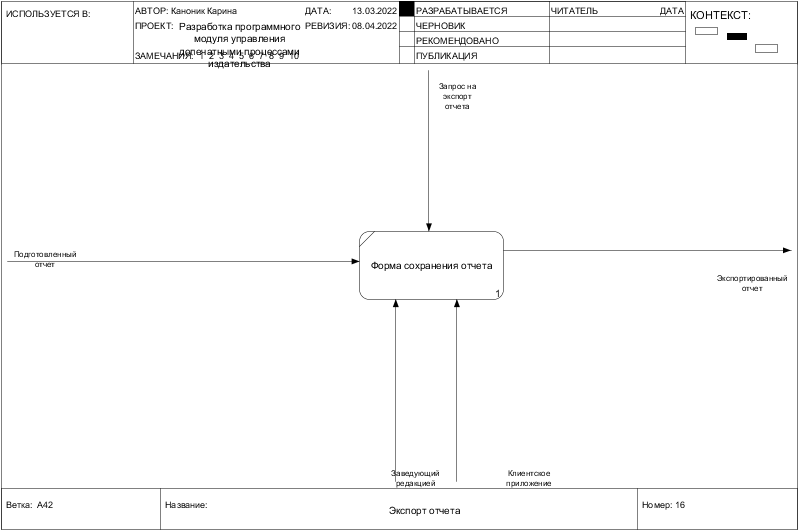 ИСПОЛЬЗУЕТСЯ В:
АВТОР: Каноник Карина
ДАТА: 13.03.2022
ПРОЕКТ: Разработка программного
модуля управления
допечатными процессами
издательства
РЕВИЗИЯ: 08.04.2022
ЗАМЕЧАНИЯ: 1 2 3 4 5 6 7 8 9 10
РАЗРАБАТЫВАЕТСЯ
ЧЕРНОВИК
РЕКОМЕНДОВАНО
ПУБЛИКАЦИЯ
ЧИТАТЕЛЬ ДАТА
КОНТЕКСТ:
Запрос на
экспорт
отчета
Подготовленный
отчет
Форма сохранения отчета
1
Экспортированный
отчет
Заведующий
редакцией
Клиентское
приложение
Ветка: A42
Название:
Экспорт отчета
Номер: 16